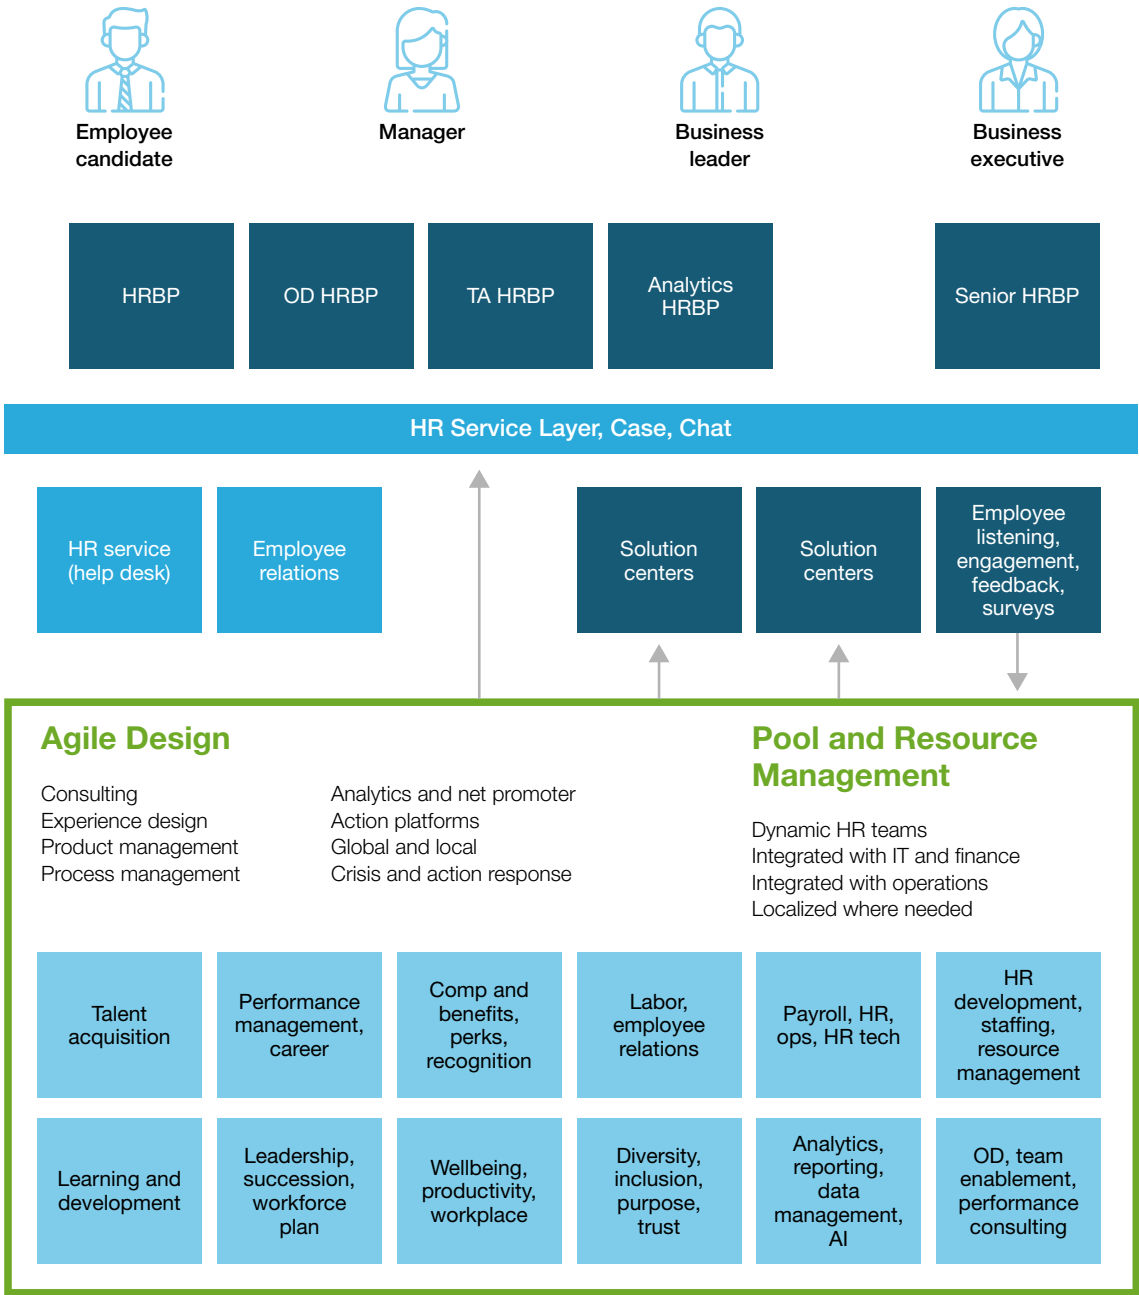 Employee
candidate
Manager
Business
leader
Business
executive
HRBP
OD HRBP
TA HRBP
Analytics
HRBP
Senior HRBP
HR Service Layer, Case, Chat
HR service
(help desk)
Employee
relations
Solution
centers
Solution
centers
Employee
listening,
engagement,
feedback,
surveys
Agile Design
Consulting
Experience design
Product management
Process management
Analytics and net promoter
Action platforms
Global and local
Crisis and action response
Pool and Resource
Management
Dynamic HR teams
Integrated with IT and finance
Integrated with operations
Localized where needed
Talent
acquisition
Performance
management,
career
Comp and
benefits,
perks,
recognition
Labor,
employee
relations
Payroll, HR,
ops, HR tech
HR
development,
staffing,
resource
management
Learning and
development
Leadership,
succession,
workforce
plan
Wellbeing,
productivity,
workplace
Diversity,
inclusion,
purpose,
trust
Analytics,
reporting,
data
management,
AI
OD, team
enablement,
performance
consulting